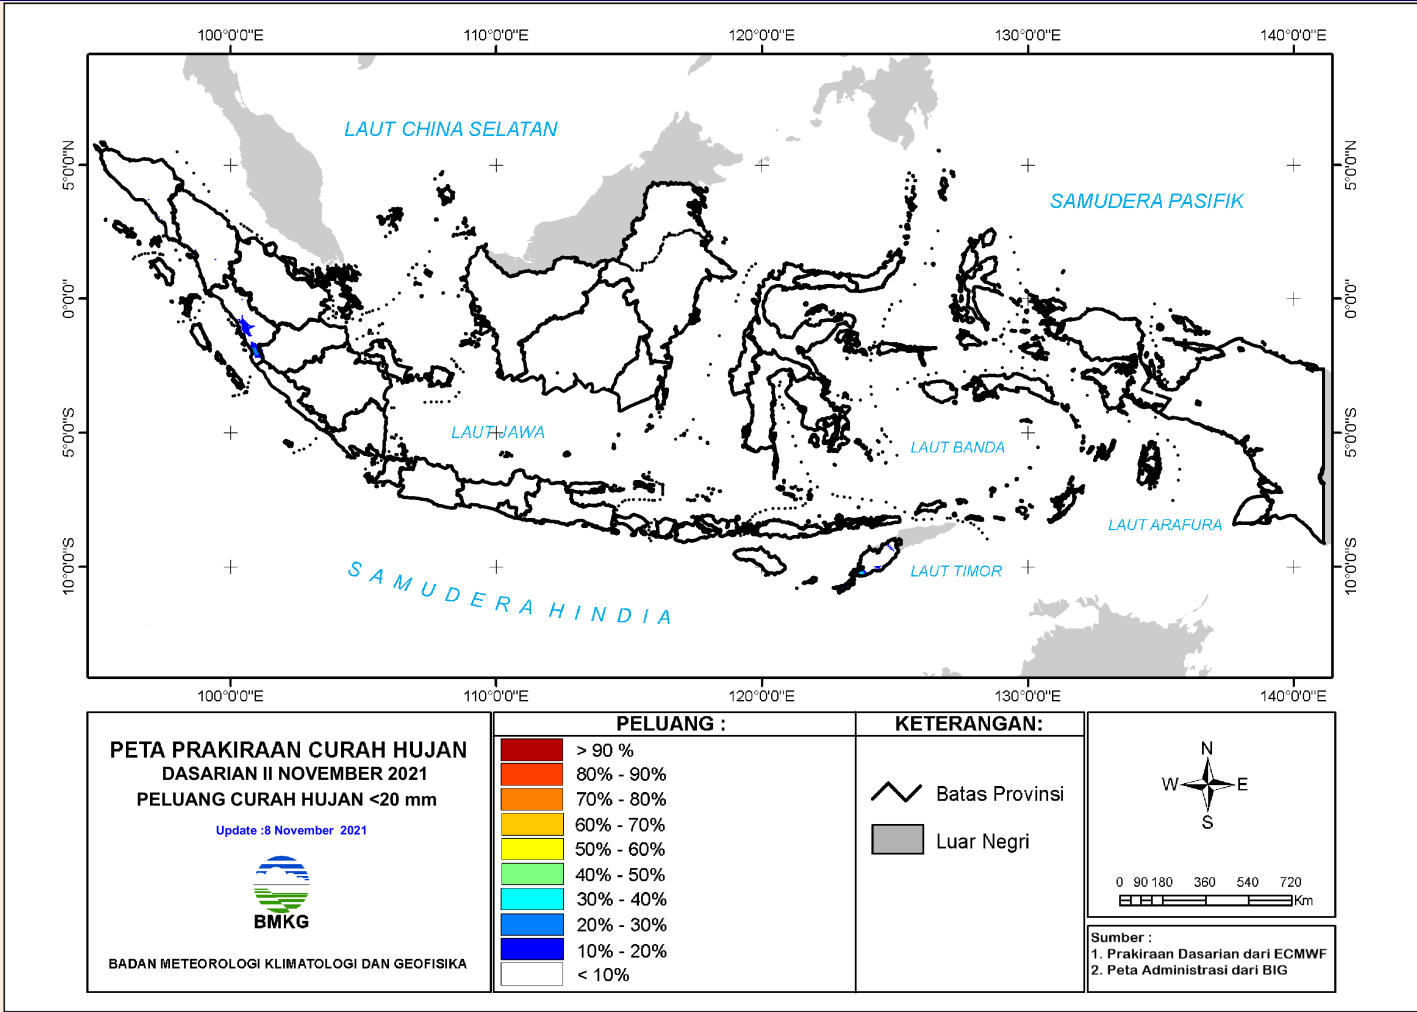 100°0'0"E 110°0'0"E 120°0'0"E 130°0'0"E 140°0'0"E
LAUT CHINA SELATAN
5°0'0"N 5°0'0"N
SAMUDERA PASIFIK
0°0'0" 0°0'0"
5°0'0"S 5°0'0"S
LAUT JAWA
LAUT BANDA
LAUT ARAFURA
10°0'0"S 10°0'0"S
LAUT TIMOR
SAMUDERA HINDIA
100°0'0"E 110°0'0"E 120°0'0"E 130°0'0"E 140°0'0"E
PETA PRAKIRAAN CURAH HUJAN
DASARIAN II NOVEMBER 2021
PELUANG CURAH HUJAN <20 mm
Update :8 November 2021
BMKG
BADAN METEOROLOGI KLIMATOLOGI DAN GEOFISIKA
PELUANG :
> 90 %
80% - 90%
70% - 80%
60% - 70%
50% - 60%
40% - 50%
30% - 40%
20% - 30%
10% - 20%
< 10%
KETERANGAN:
Batas Provinsi
Luar Negri
N
W E
S
0 90 180 360 540 720
Km
Sumber :
1. Prakiraan Dasarian dari ECMWF
2. Peta Administrasi dari BIG